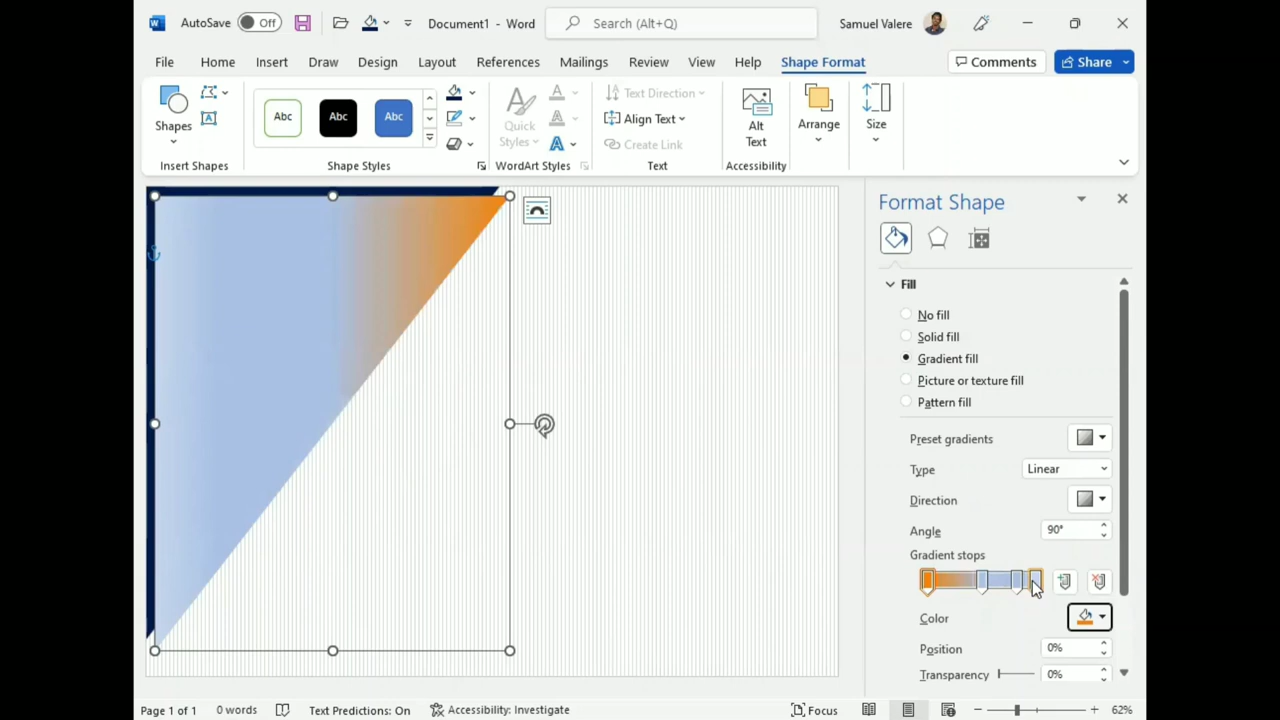 AutoSave Off Document1 - Word Search (Alt+Q) Samuel Valere
File Home Insert Draw Design Layout References Mailings Review View Help Shape Format Comments Share
Abc Abc Abc
Text Direction
Align Text
Create Link
Shapes
Quick
Styles
Alt
Text
Arrange
Size
Insert Shapes Shape Styles WordArt Styles Text Accessibility
Format Shape
Fill
No fill
Solid fill
Gradient fill
Picture or texture fill
Pattern fill
Preset gradients
Type Linear
Direction
Angle 90°
Gradient stops
Color
Position 0%
Transparency 0%
Page 1 of 1 0 words Text Predictions: On Accessibility: Investigate Focus 62%